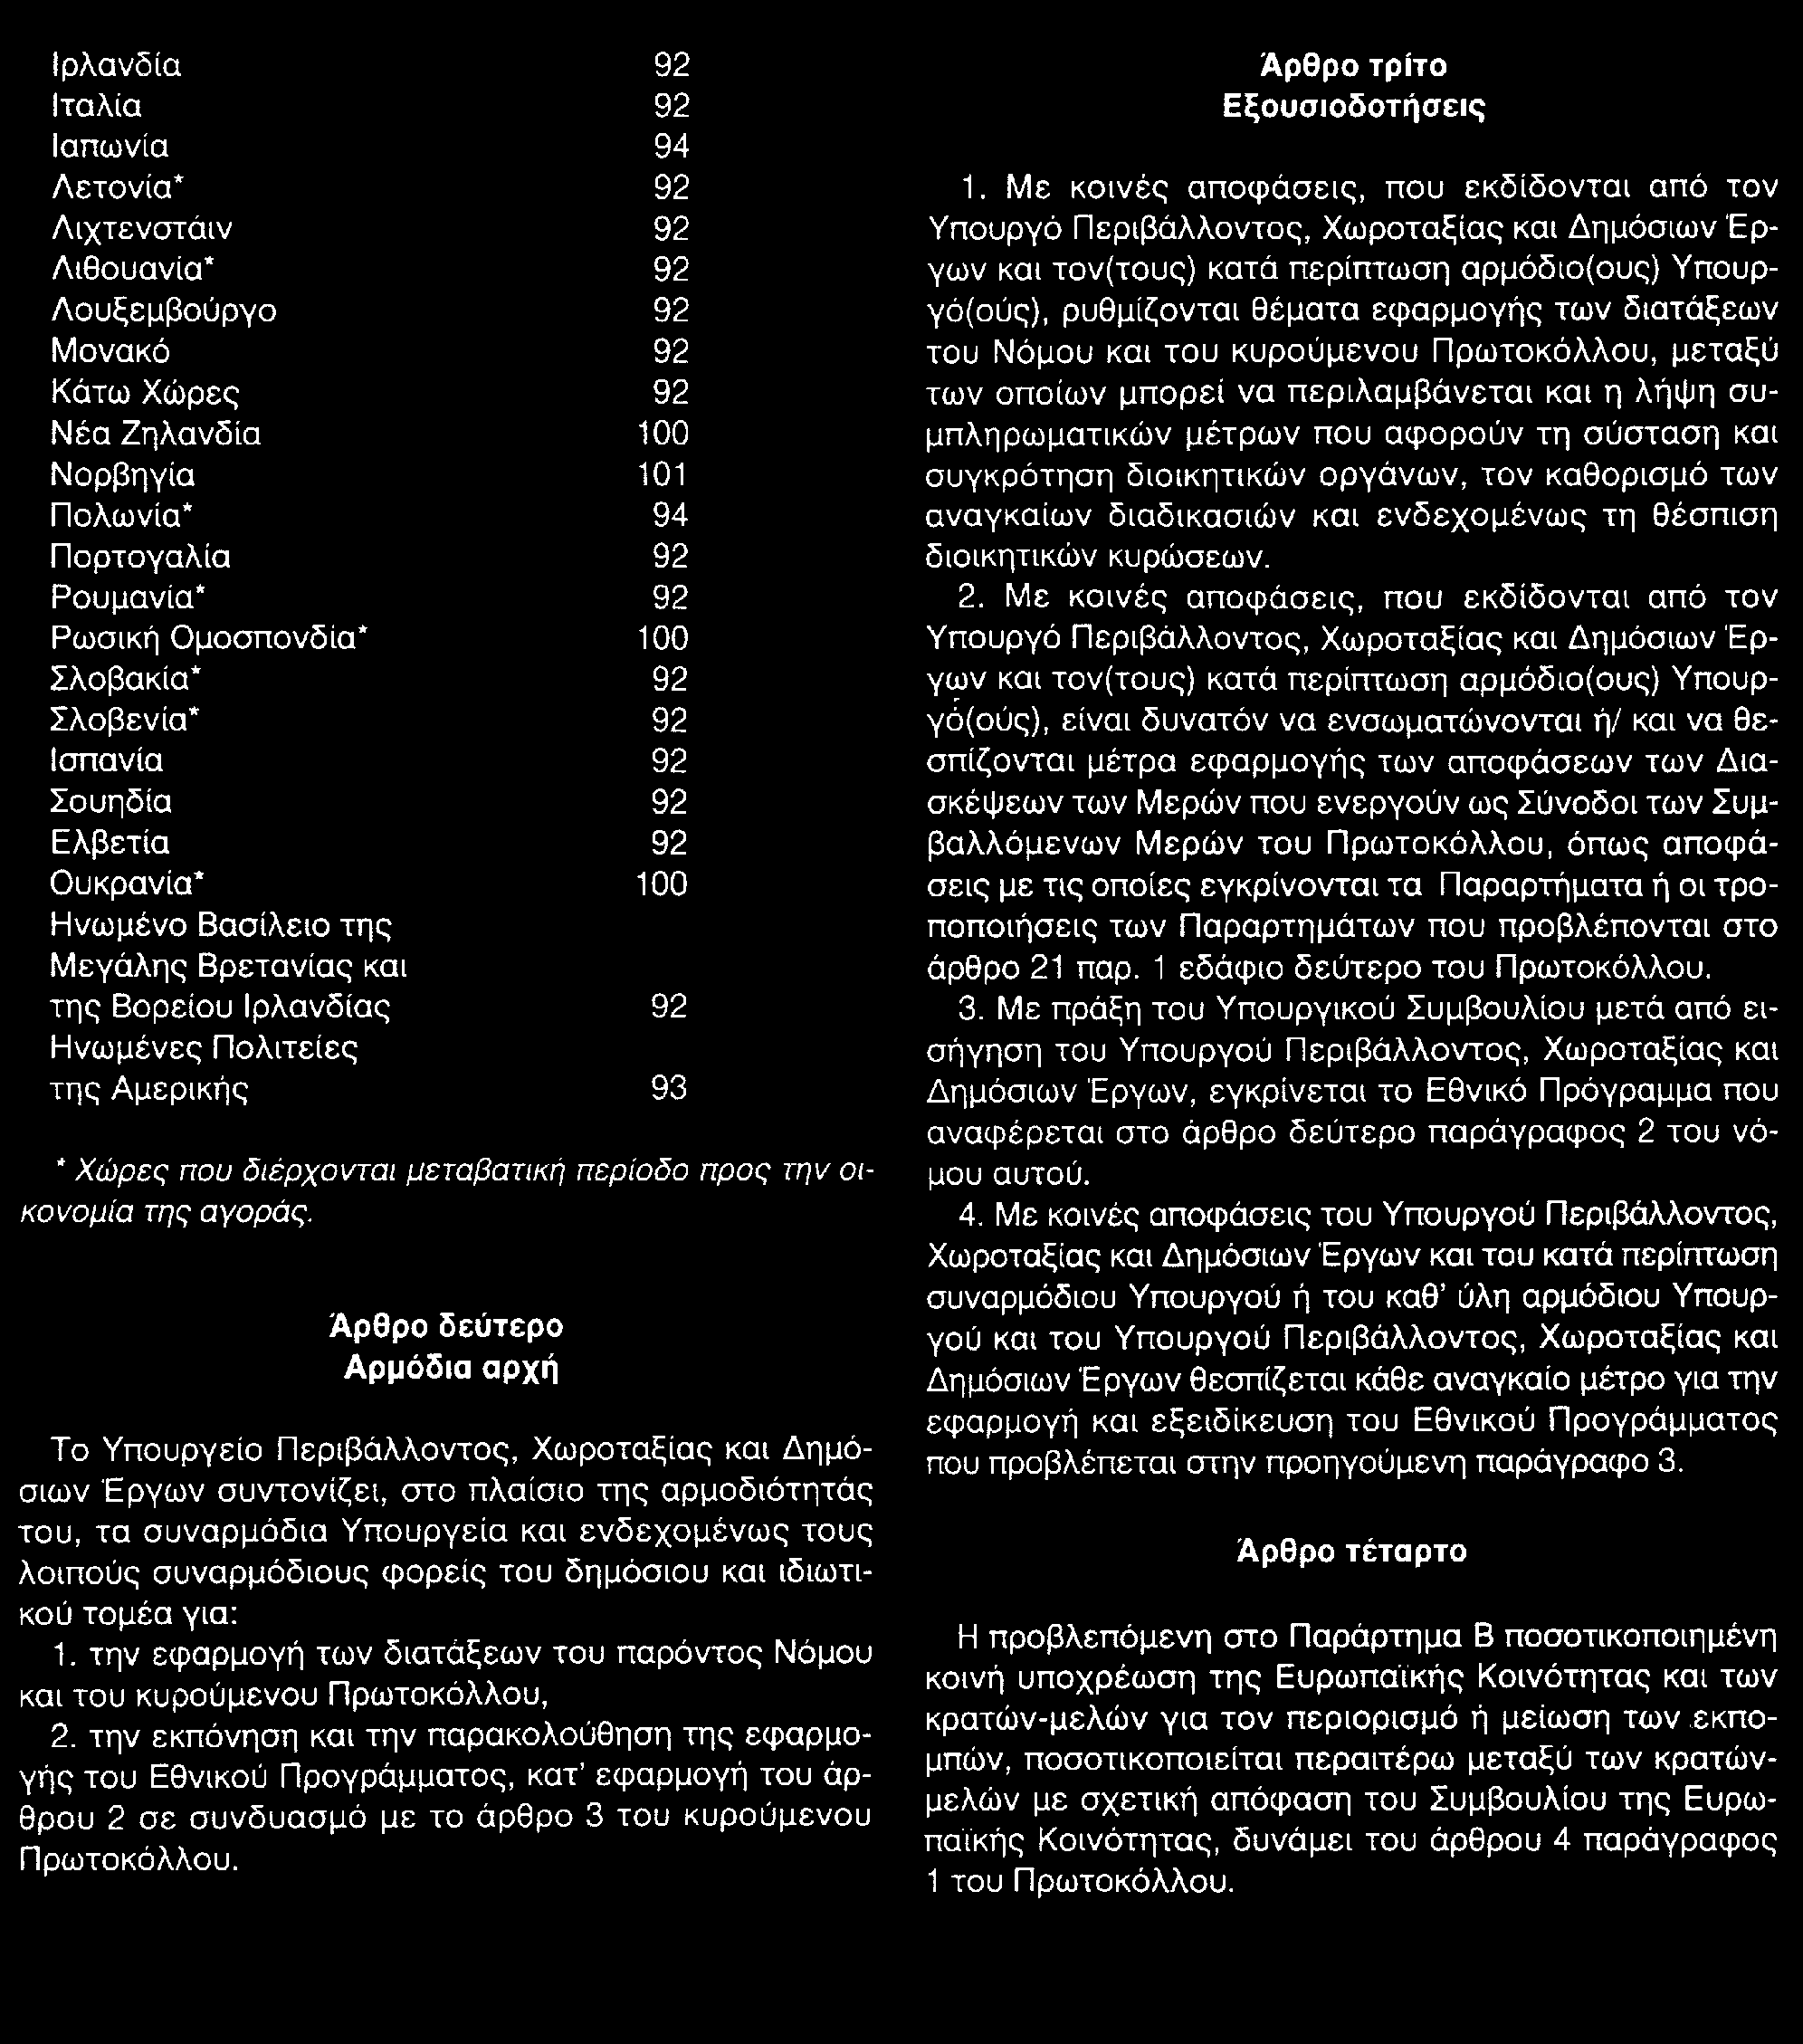 Ιρλανδία 92
Ιταλία 92
Ιαπωνία 94
Λετονία* 92
Λιχτενστάιν 92
Λιθουανία* 92
Λουξεμβούργο 92
Μονακό 92
Κάτω Χώρες 92
Νέα Ζηλανδία 100
Νορβηγία 101
Πολωνία* 94
Πορτογαλία 92
Ρουμανία* 92
Ρωσική Ομοσπονδία* 100
Σλοβακία* 92
Σλοβενία* 92
Ισπανία 92
Σουηδία 92
Ελβετία 92
Ουκρανία* 100
Ηνωμένο Βασίλειο της
Μεγάλης Βρετανίας και
της Βορείου Ιρλανδίας 92
Ηνωμένες Πολιτείες
της Αμερικής 93
* Χώρες που διέρχονται μεταβατική περίοδο προς την οι-
κονομία της αγοράς.
Άρθρο δεύτερο
Αρμόδια αρχή
Το Υπουργείο Περιβάλλοντος, Χωροταξίας και Δημό-
σιων Έργων συντονίζει, στο πλαίσιο της αρμοδιότητάς
του, τα συναρμόδια Υπουργεία και ενδεχομένως τους
λοιπούς συναρμόδιους φορείς του δημόσιου και ιδιωτι-
κού τομέα για:
1. την εφαρμογή των διατάξεων του παρόντος Νόμου
και του κυρούμενου Πρωτοκόλλου,
2. την εκπόνηση και την παρακολούθηση της εφαρμο-
γής του Εθνικού Προγράμματος, κατ’ εφαρμογή του άρ-
θρου 2 σε συνδυασμό με το άρθρο 3 του κυρούμενου
Πρωτοκόλλου.
Άρθρο τρίτο
Εξουσιοδοτήσεις
1. Με κοινές αποφάσεις, που εκδίδονται από τον
Υπουργό Περιβάλλοντος, Χωροταξίας και Δημόσιων Έρ-
γων και τον(τους) κατά περίπτωση αρμόδιο(ους) Υπουρ-
γό(ούς), ρυθμίζονται θέματα εφαρμογής των διατάξεων
του Νόμου και του κυρούμενου Πρωτοκόλλου, μεταξύ
των οποίων μπορεί να περιλαμβάνεται και η λήψη συ-
μπληρωματικών μέτρων που αφορούν τη σύσταση και
συγκρότηση διοικητικών οργάνων, τον καθορισμό των
αναγκαίων διαδικασιών και ενδεχομένως τη θέσπιση
διοικητικών κυρώσεων.
2. Με κοινές αποφάσεις, που εκδίδονται από τον
Υπουργό Περιβάλλοντος, Χωροταξίας και Δημόσιων Έρ-
γων και τον(τους) κατά περίπτωση αρμόδιο(ους) Υπουρ-
γό(ούς), είναι δυνατόν να ενσωματώνονται ή/ και να θε-
σπίζονται μέτρα εφαρμογής των αποφάσεων των Δια-
σκέψεων των Μερών που ενεργούν ως Σύνοδοι των Συμ-
βαλλόμενων Μερών του Πρωτοκόλλου, όπως αποφά-
σεις με τις οποίες εγκρίνονται τα Παραρτήματα ή οι τρο-
ποποιήσεις των Παραρτημάτων που προβλέπονται στο
άρθρο 21 παρ. 1 εδάφιο δεύτερο του Πρωτοκόλλου.
3. Με πράξη του Υπουργικού Συμβουλίου μετά από ει-
σήγηση του Υπουργού Περιβάλλοντος, Χωροταξίας και
Δημόσιων Έργων, εγκρίνεται το Εθνικό Πρόγραμμα που
αναφέρεται στο άρθρο δεύτερο παράγραφος 2 του νό-
μου αυτού.
4. Με κοινές αποφάσεις του Υπουργού Περιβάλλοντος,
Χωροταξίας και Δημόσιων Έργων και του κατά περίπτωση
συναρμόδιου Υπουργού ή του καθ’ ύλη αρμόδιου Υπουρ-
γού και του Υπουργού Περιβάλλοντος, Χωροταξίας και
Δημόσιων Έργων θεσπίζεται κάθε αναγκαίο μέτρο για την
εφαρμογή και εξειδίκευση του Εθνικού Προγράμματος
που προβλέπεται στην προηγούμενη παράγραφο 3.
Άρθρο τέταρτο
Η προβλεπόμενη στο Παράρτημα Β ποσοτικοποιημένη
κοινή υποχρέωση της Ευρωπαϊκής Κοινότητας και των
κρατών-μελών για τον περιορισμό ή μείωση των εκπο-
μπών, ποσοτικοποιείται περαιτέρω μεταξύ των κρατών-
μελών με σχετική απόφαση του Συμβουλίου της Ευρω-
παϊκής Κοινότητας, δυνάμει του άρθρου 4 παράγραφος
1 του Πρωτοκόλλου.